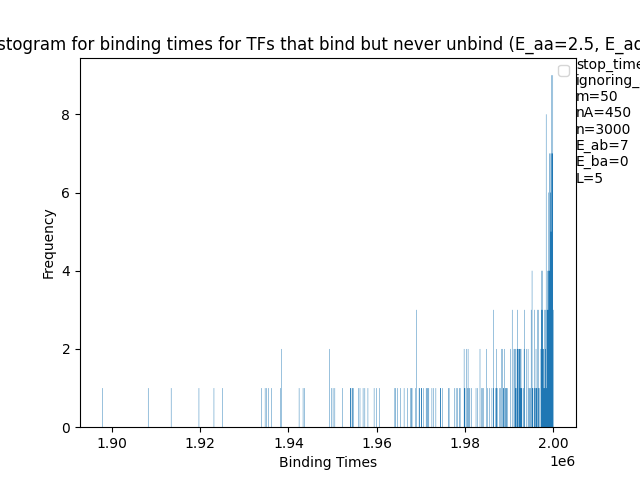 stogram for binding times for TFs that bind but never unbind (E_aa=2.5, E_ad
stop_time
ignoring_
m=50
nA=450
n=3000
E_ab=7
E_ba=0
L=5
Frequency
8
6
4
2
0
1.90 1.92 1.94 1.96 1.98 2.00
1e6
Binding Times